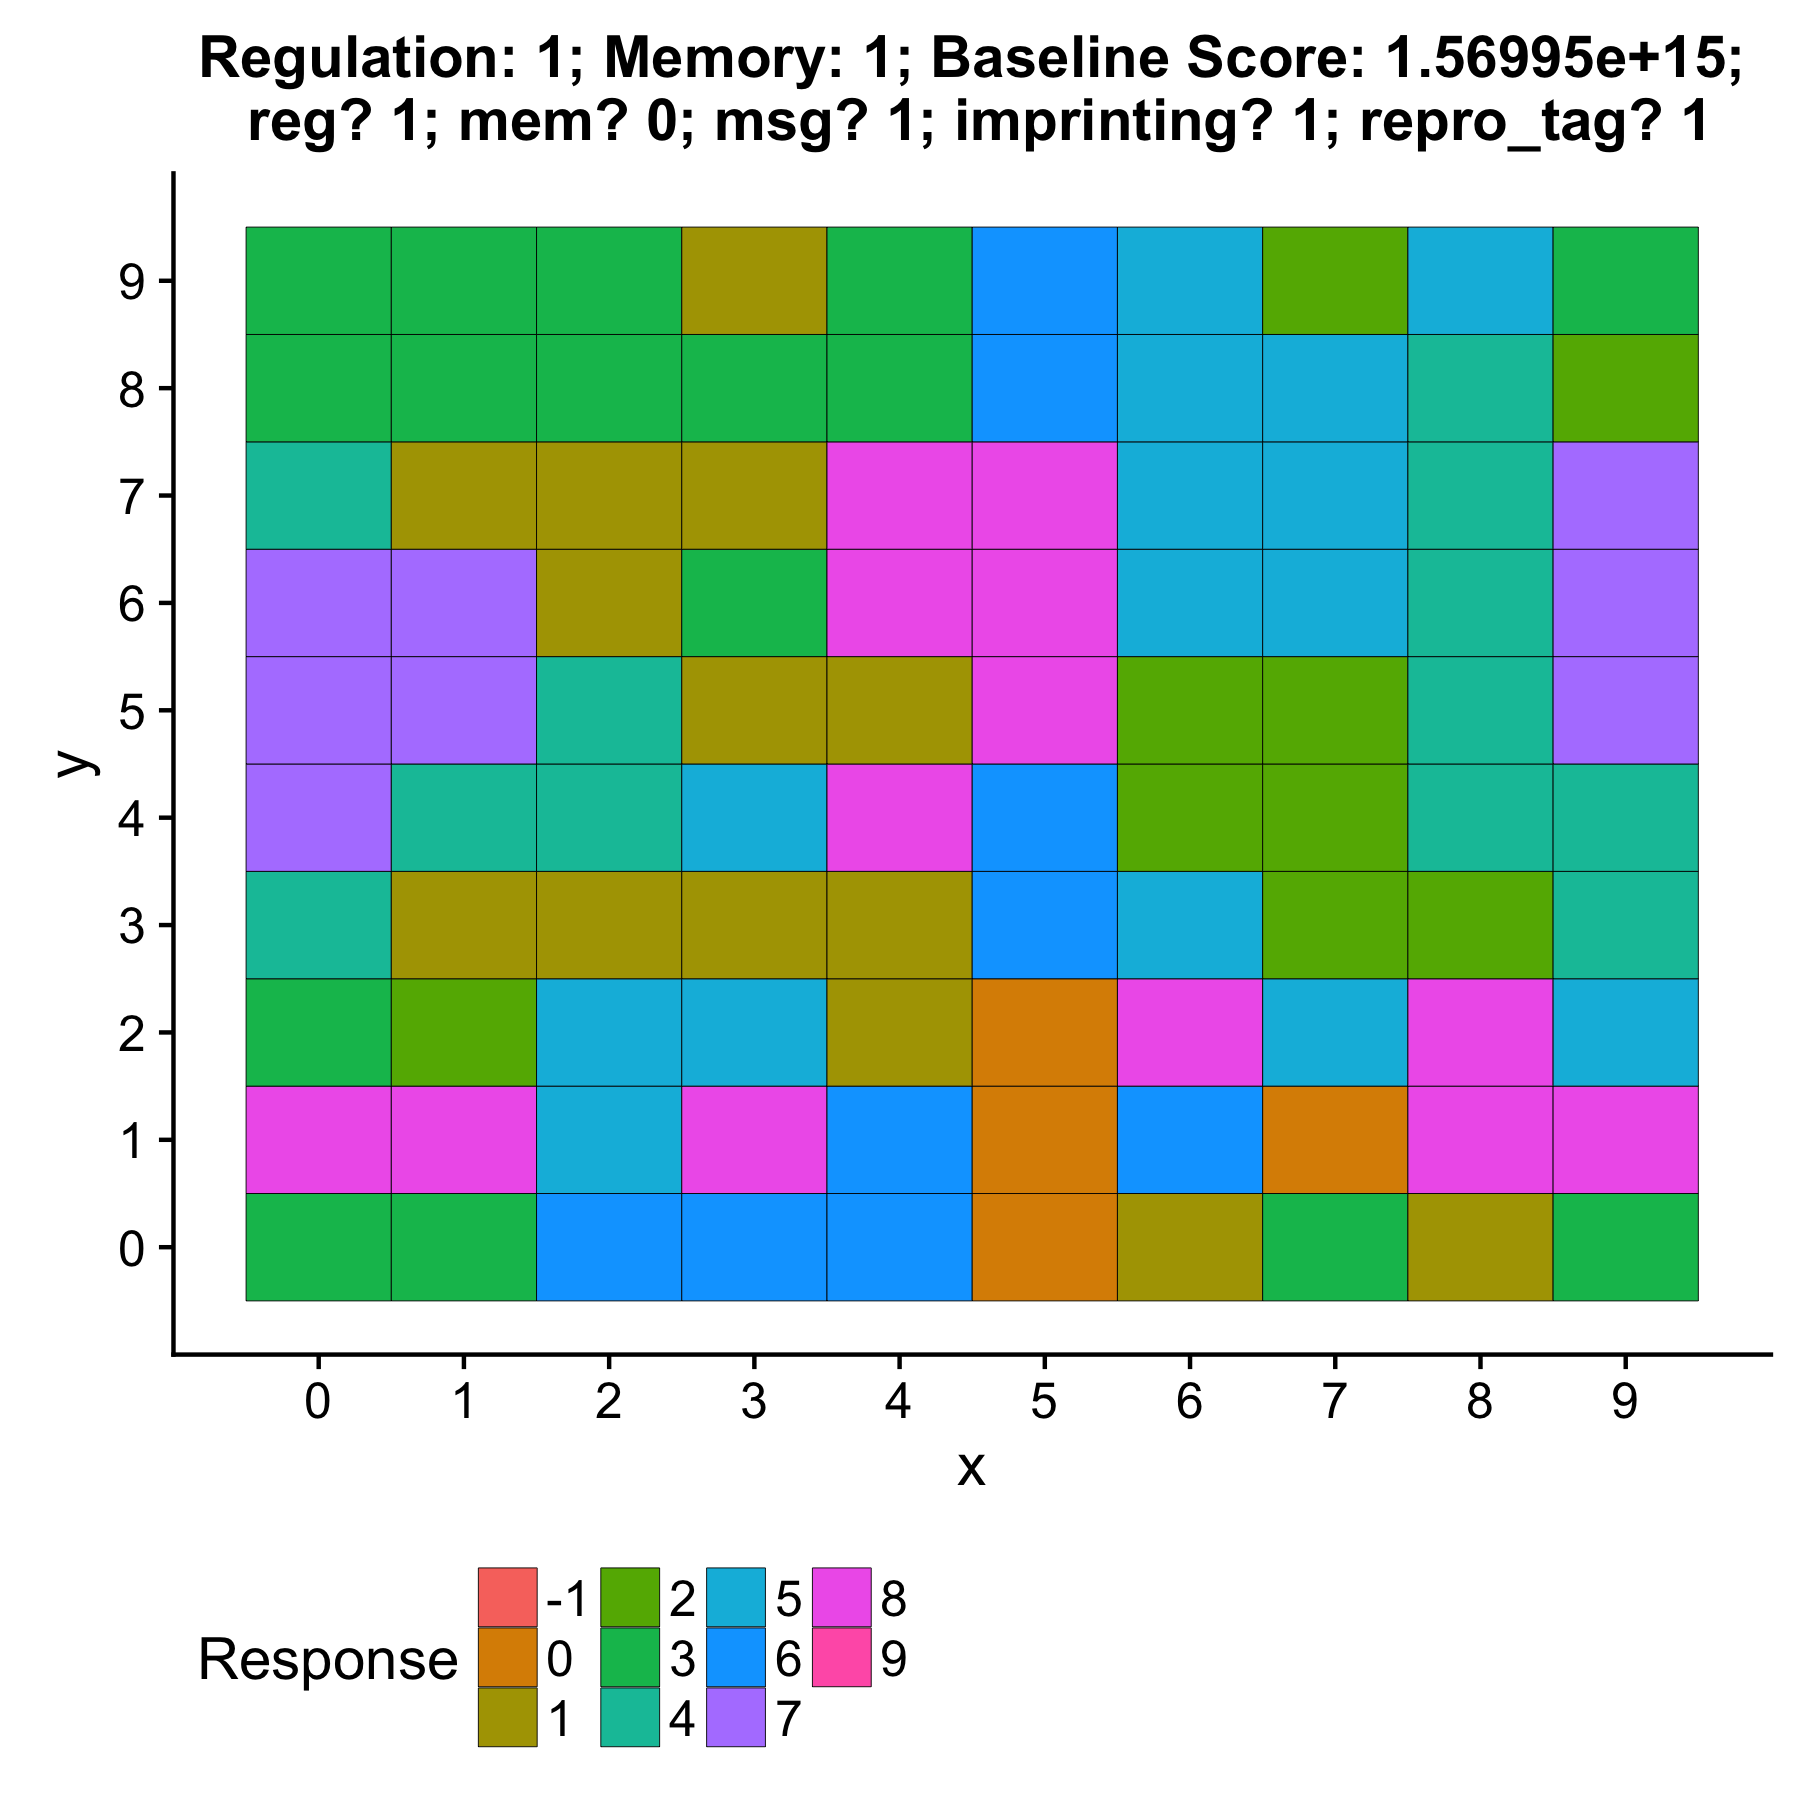 Regulation: 1; Memory: 1; Baseline Score: 1.56995e+15;
reg? 1; mem? 0; msg? 1; imprinting? 1; repro_tag? 1
9
8
7
6
5
4
3
2
1
0
y
0 1 2 3 4 5 6 7 8 9
x
Response
-1 2 5 8
0 3 6 9
1 4 7